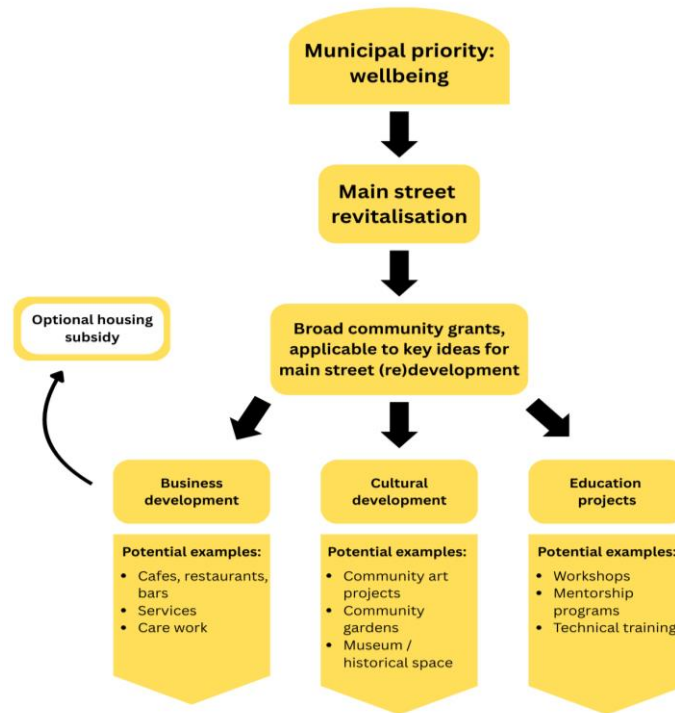 Municipal priority:
wellbeing
Main street
revitalisation
Optional housing
subsidy
Broad community grants,
applicable to key ideas for
main street (re)development
Business
development
Potential examples:
• Cafes, restaurants,
bars
• Services
• Care work
Cultural
development
Potential examples:
• Community art
projects
• Community
gardens
• Museum /
historical space
Education
projects
Potential examples:
• Workshops
• Mentorship
programs
• Technical training